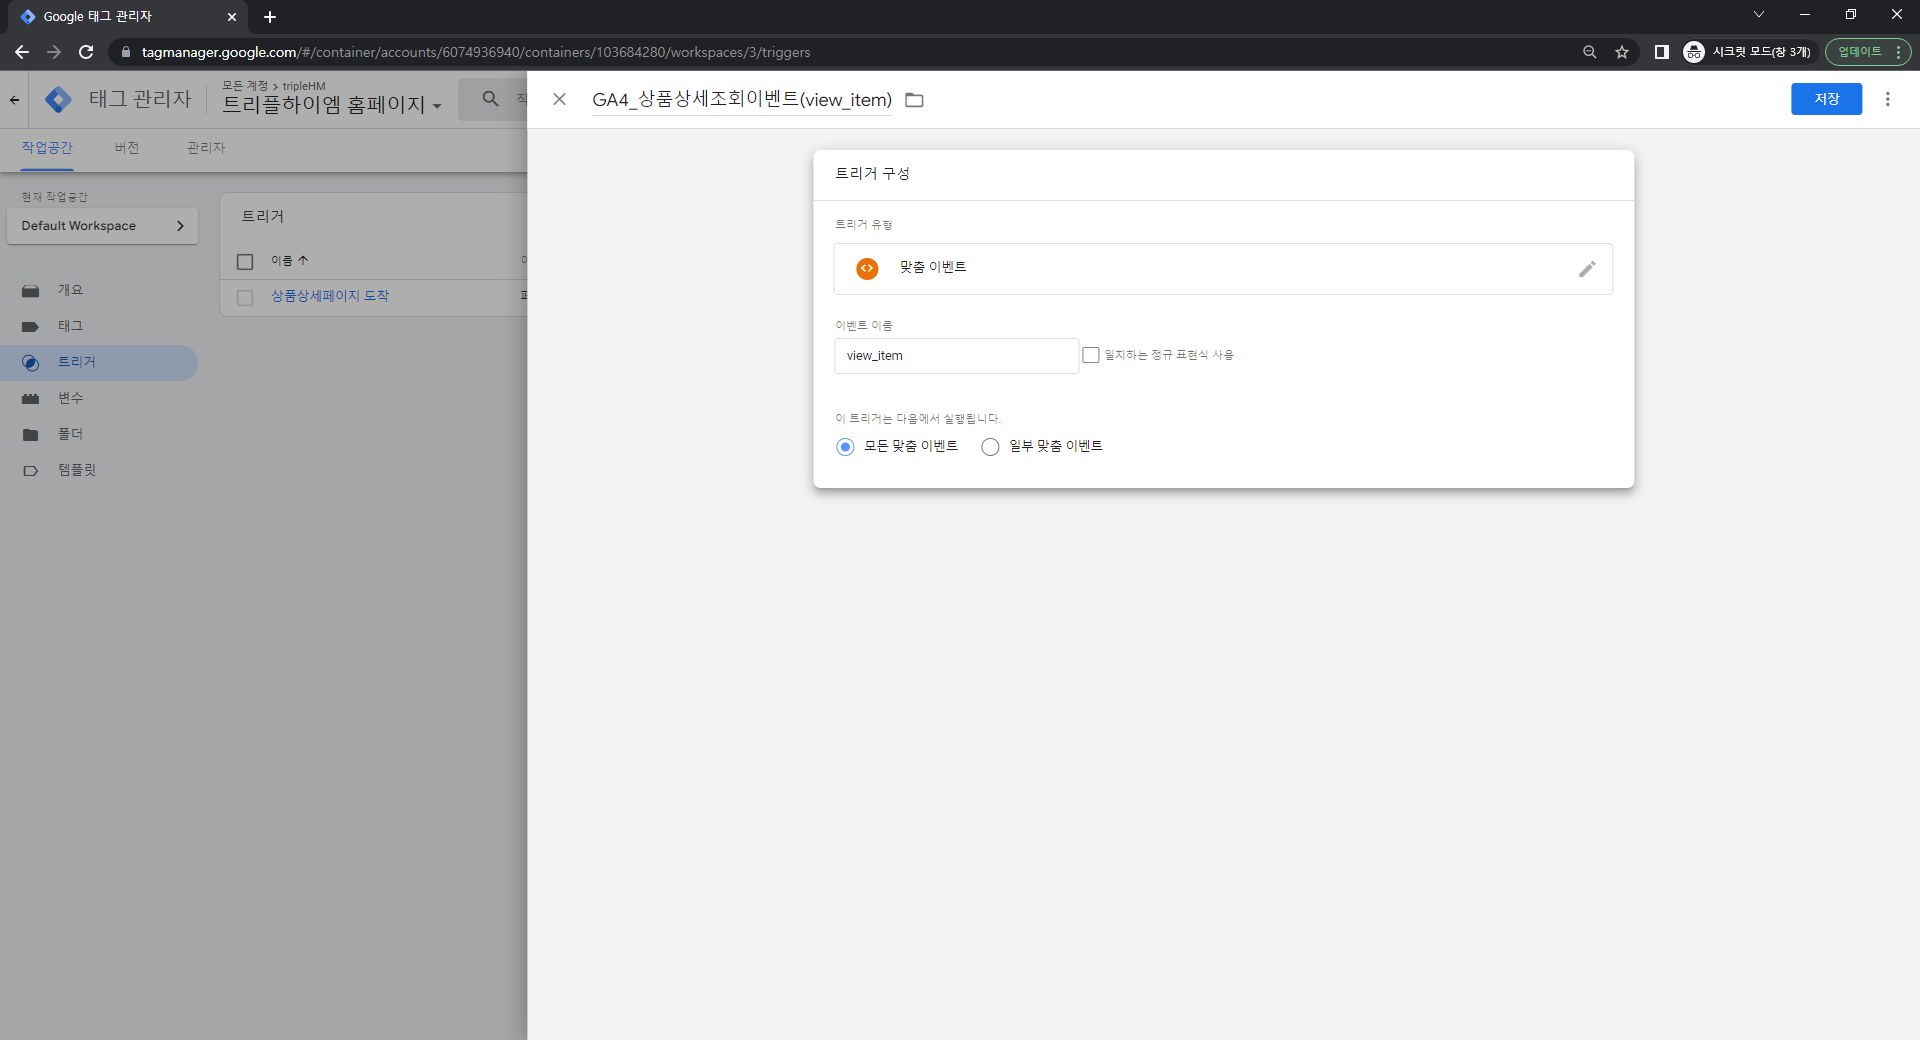 Google 태그 관리자
tagmanager.google.com/#/container/accounts/6074936940/containers/103684280/workspaces/3/triggers
시크릿 모드(창 3개)
업데이트
태그 관리자
모든 계정 > tripleHM
트리플하이엠 홈페이지
작
GA4_상품상세조회이벤트(view_item)
저장
작업공간
버전
관리자
현재 작업공간
Default Workspace
개요
태그
트리거
변수
폴더
템플릿
트리거
이름
상품상세페이지 도착
트리거 구성
트리거 유형
맞춤 이벤트
이벤트 이름
view_item
일치하는 정규 표현식 사용
이 트리거는 다음에서 실행됩니다.
모든 맞춤 이벤트
일부 맞춤 이벤트